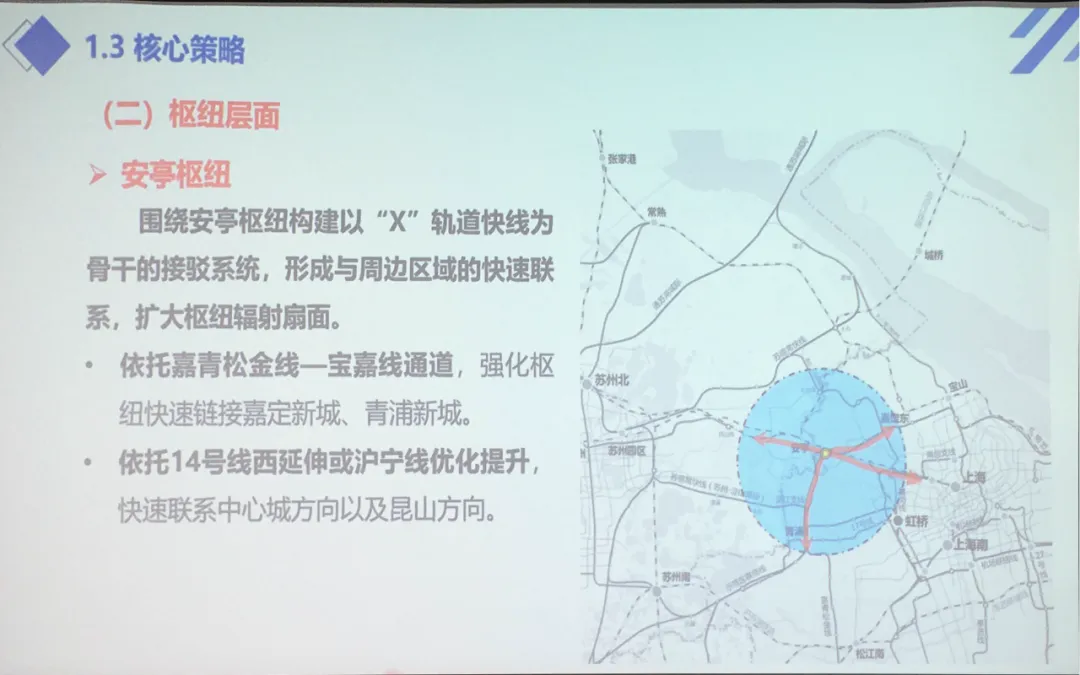 1.3 核心策略
（二）枢纽层面
➢ 安亭枢纽
围绕安亭枢纽构建以“X”轨道快线为
骨干的接驳系统，形成与周边区域的快速联
系，扩大枢纽辐射扇面。
• 依托嘉青松金线—宝嘉线通道，强化枢
纽快速链接嘉定新城、青浦新城。
• 依托14号线西延伸或沪宁线优化提升，
快速联系中心城方向以及昆山方向。
张家港
常熟
城桥
苏州北
宝山
苏州园区
安亭
上海
青浦
虹桥
上海南
苏州南
松江南